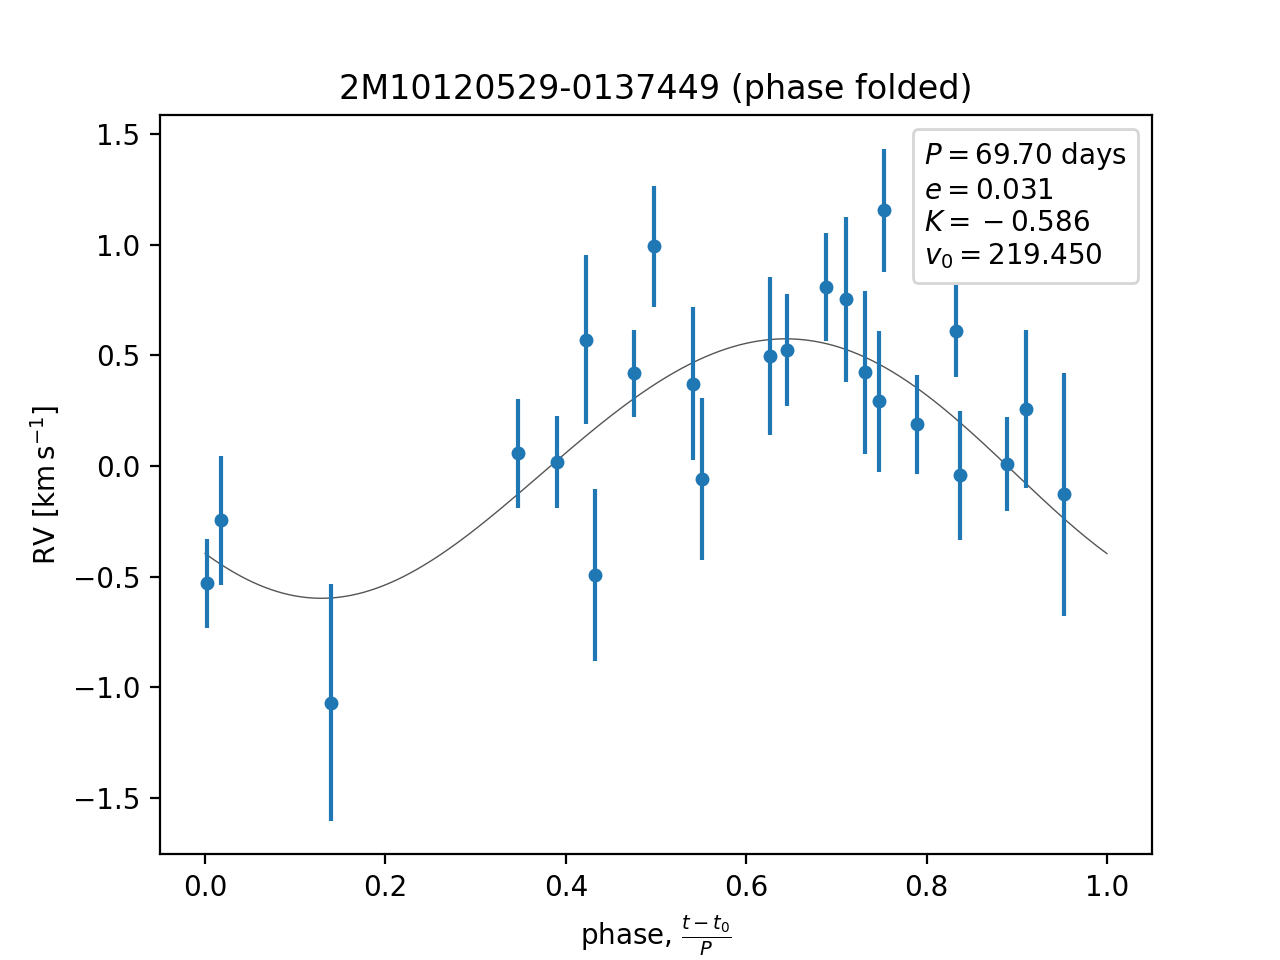 2M10120529-0137449 (phase folded)
P = 69.70 days
e = 0.031
K = −0.586
v₀ = 219.450
1.5
1.0
0.5
0.0
−0.5
−1.0
−1.5
RV [km s⁻¹]
0.0 0.2 0.4 0.6 0.8 1.0
phase, (t − t₀)/P